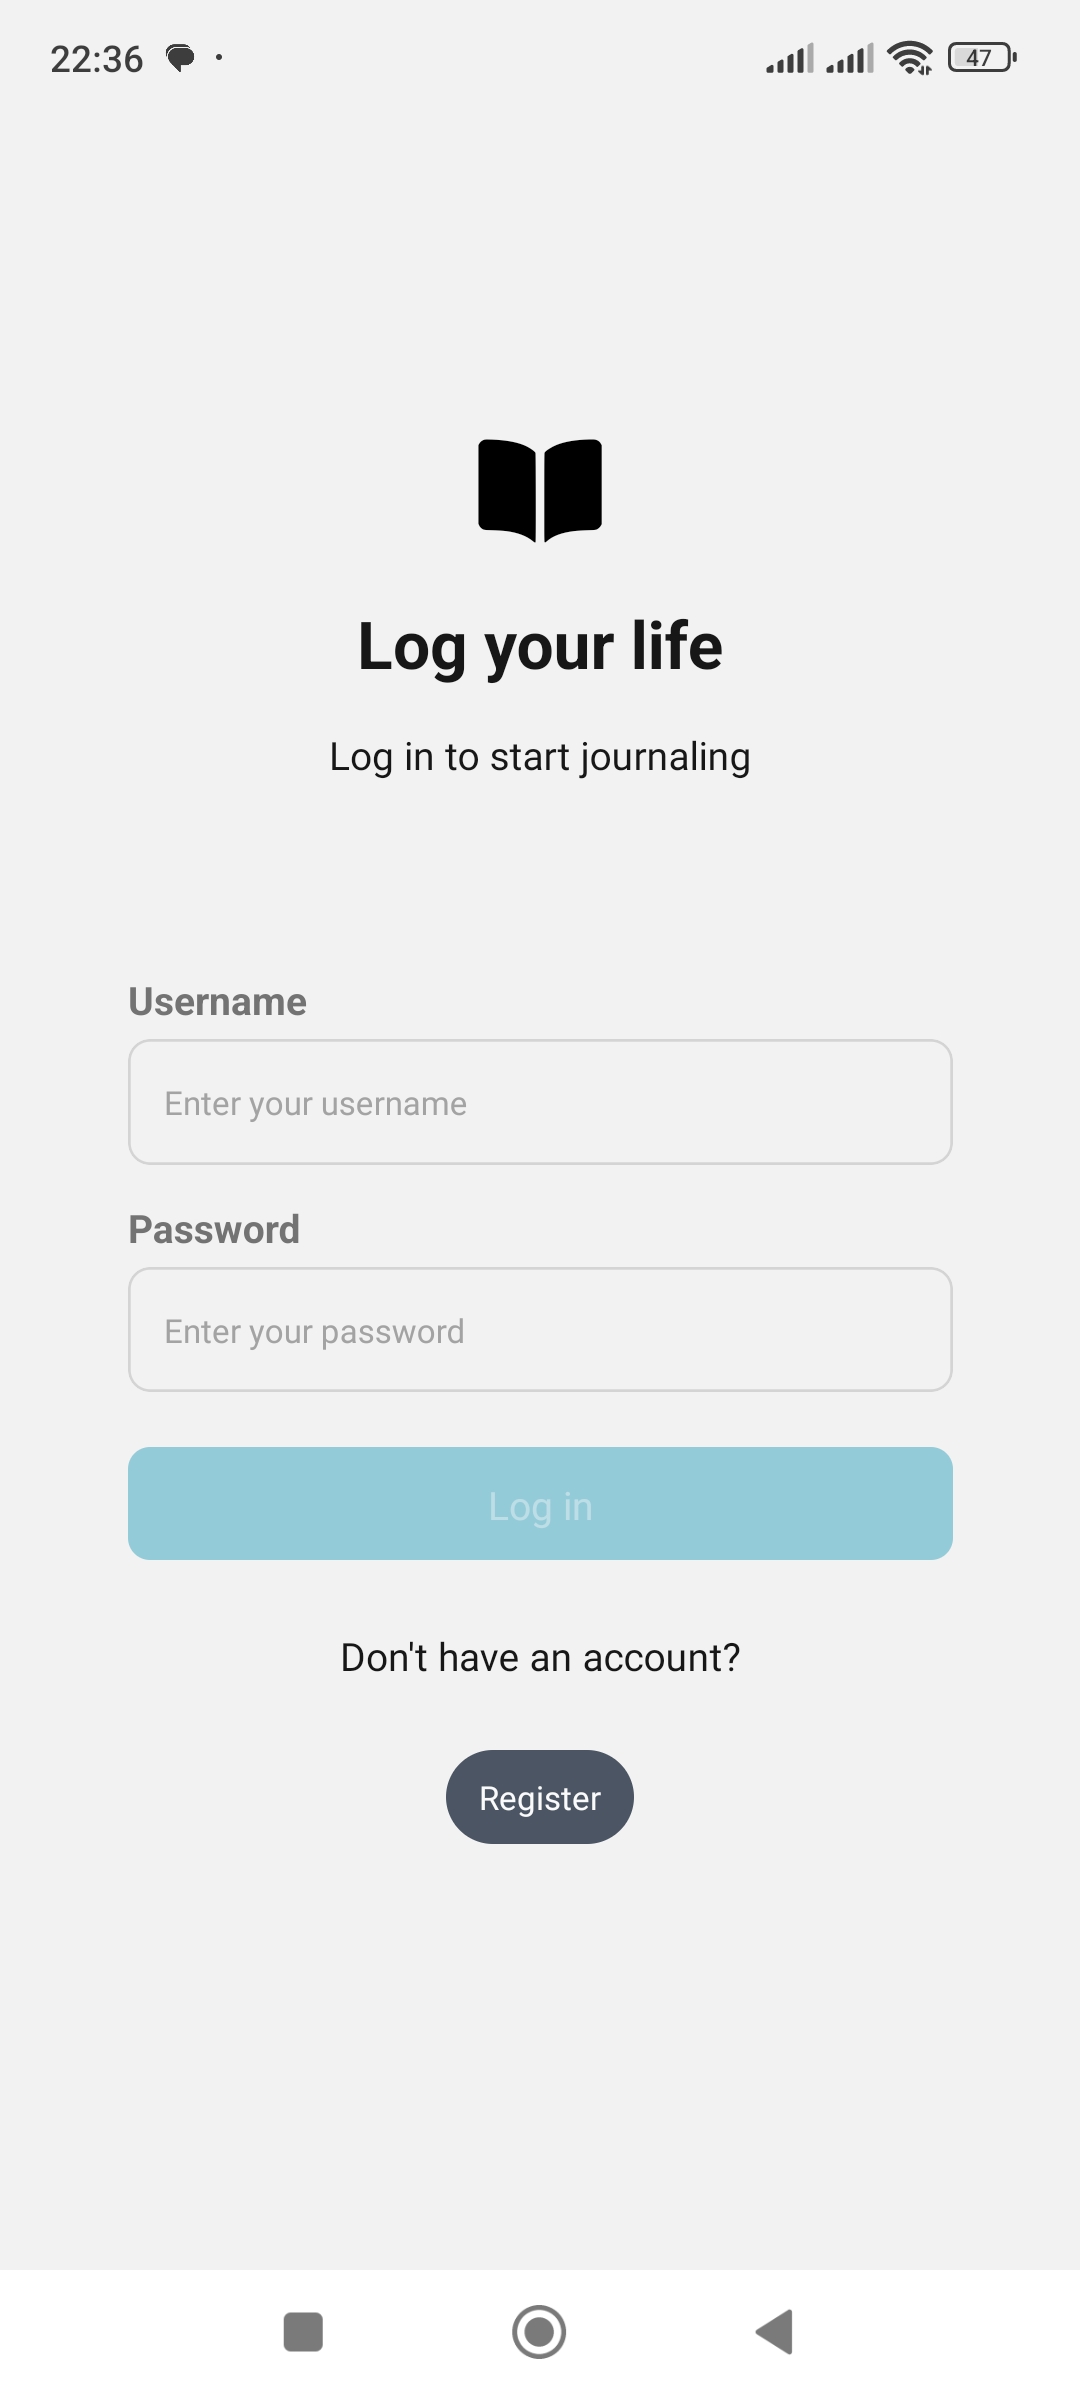 22:36
47
Log your life
Log in to start journaling
Username
Enter your username
Password
Enter your password
Log in
Don't have an account?
Register